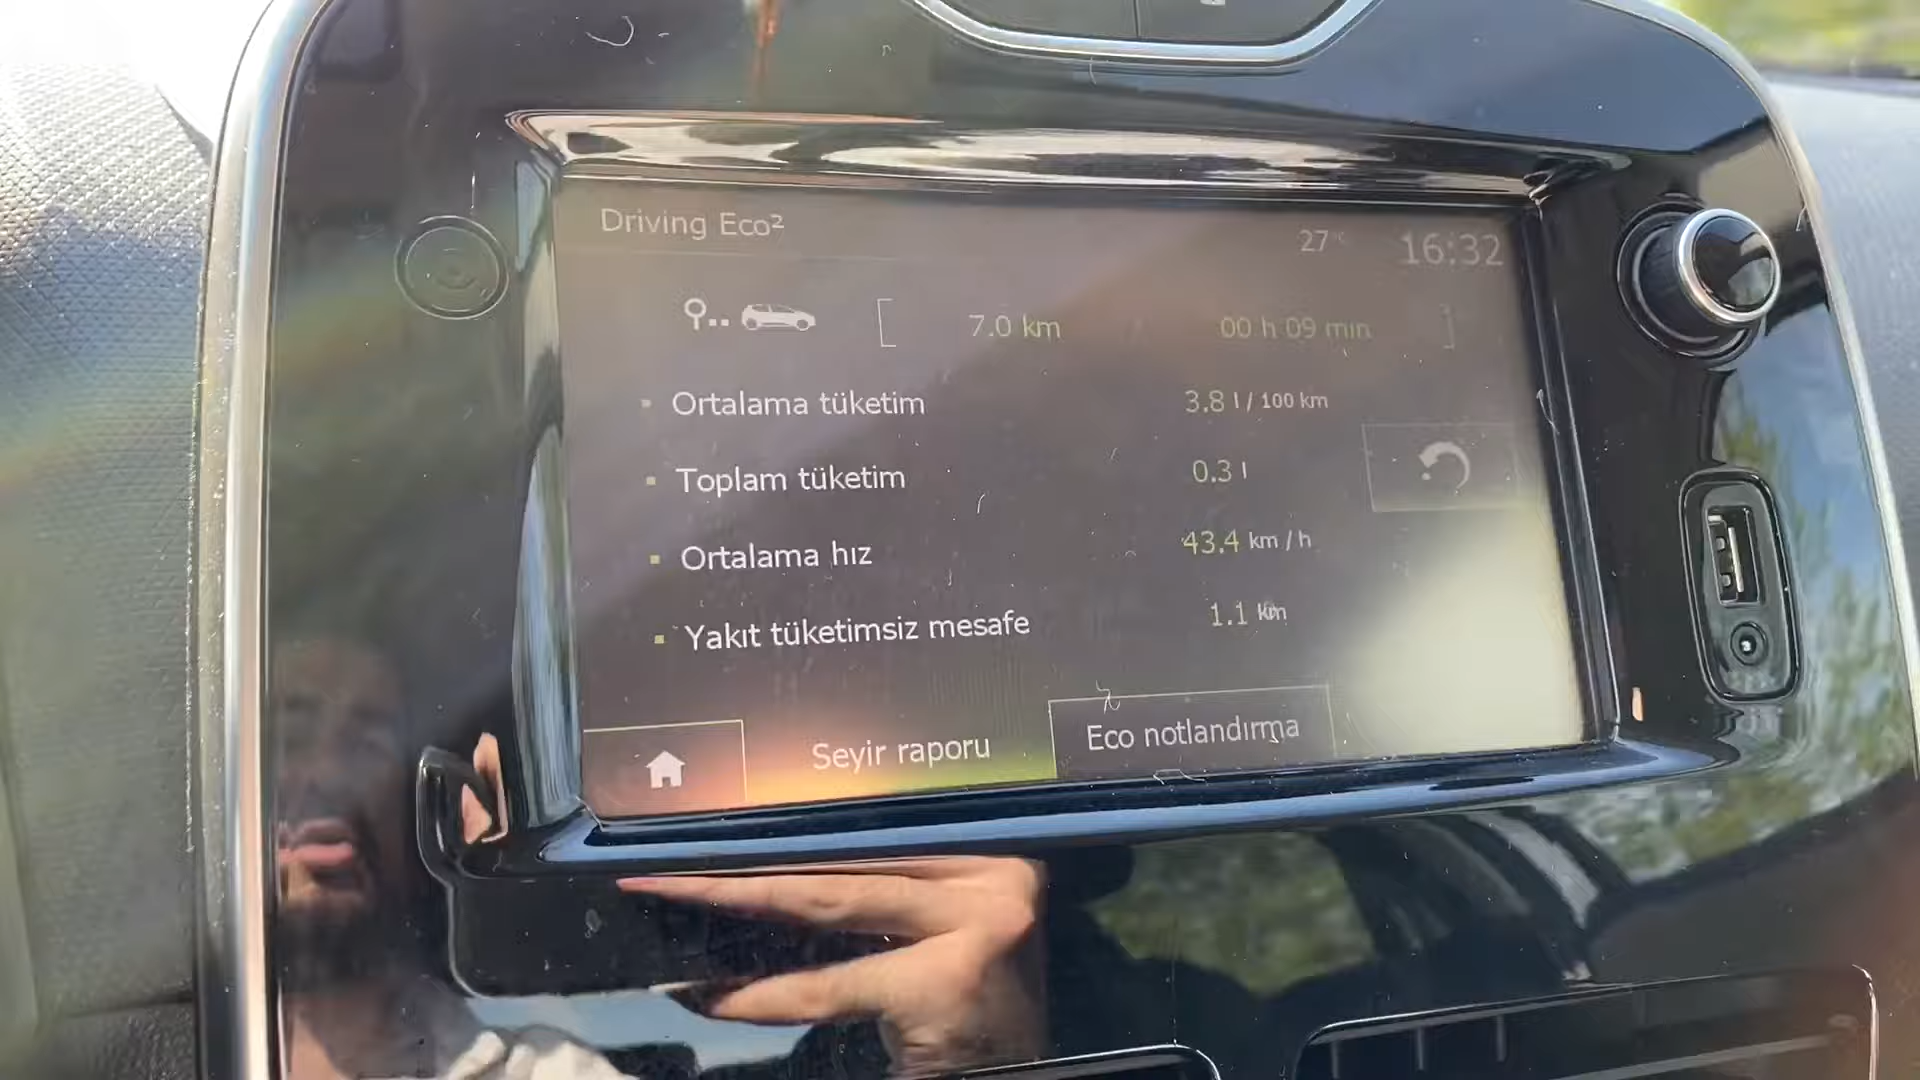 Driving Eco²
27°C 16:32
7.0 km 00 h 09 min
Ortalama tüketim 3.8 l / 100 km
Toplam tüketim 0.3 l
Ortalama hız 43.4 km / h
Yakıt tüketimsiz mesafe 1.1 km
Seyir raporu Eco notlandırma